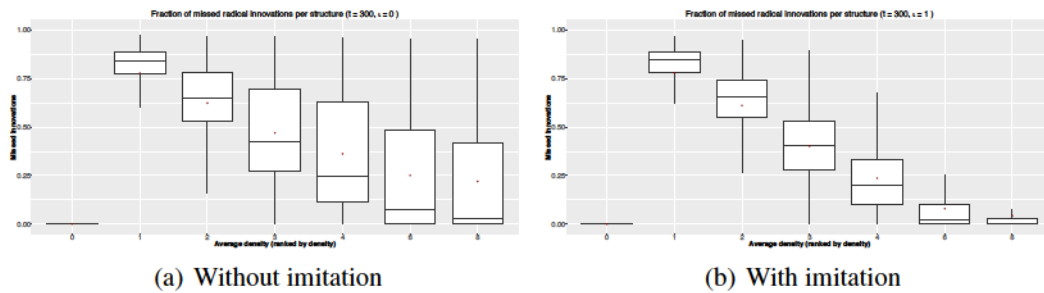 Fraction of missed radical innovations per structure (t = 300, ι = 0 )
1.00
0.75
0.50
0.25
0.00
Missed innovations
0 1 2 3 4 6 8
Average density (ranked by density)
(a) Without imitation
Fraction of missed radical innovations per structure (t = 300, ι = 1 )
1.00
0.75
0.50
0.25
0.00
Missed innovations
0 1 2 3 4 6 8
Average density (ranked by density)
(b) With imitation